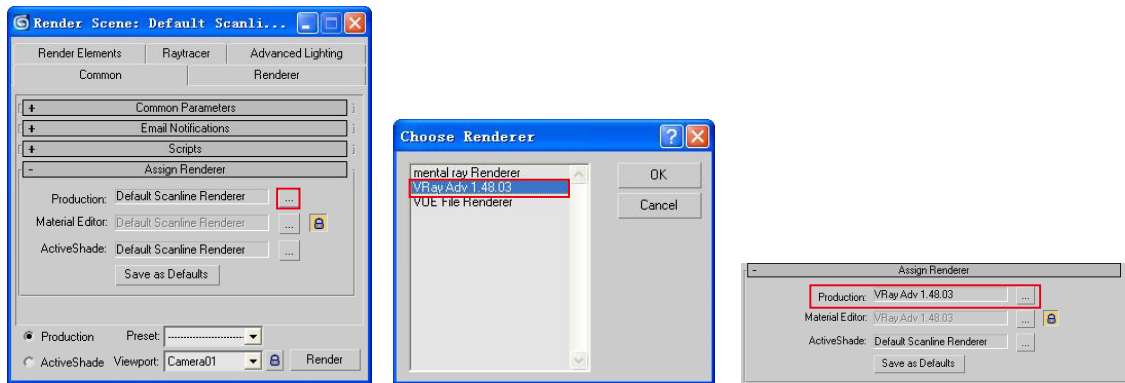 Render Scene: Default Scanli...
Render Elements Raytracer Advanced Lighting
Common Renderer
+ Common Parameters
+ Email Notifications
+ Scripts
- Assign Renderer
Production: Default Scanline Renderer ...
Material Editor: Default Scanline Renderer ...
ActiveShade: Default Scanline Renderer ...
Save as Defaults
Production Preset: -------------------------
ActiveShade Viewport: Camera01 Render
Choose Renderer
mental ray Renderer
VRay Adv 1.48.03
VUE File Renderer
OK
Cancel
- Assign Renderer
Production: VRay Adv 1.48.03 ...
Material Editor: VRay Adv 1.48.03 ...
ActiveShade: Default Scanline Renderer ...
Save as Defaults